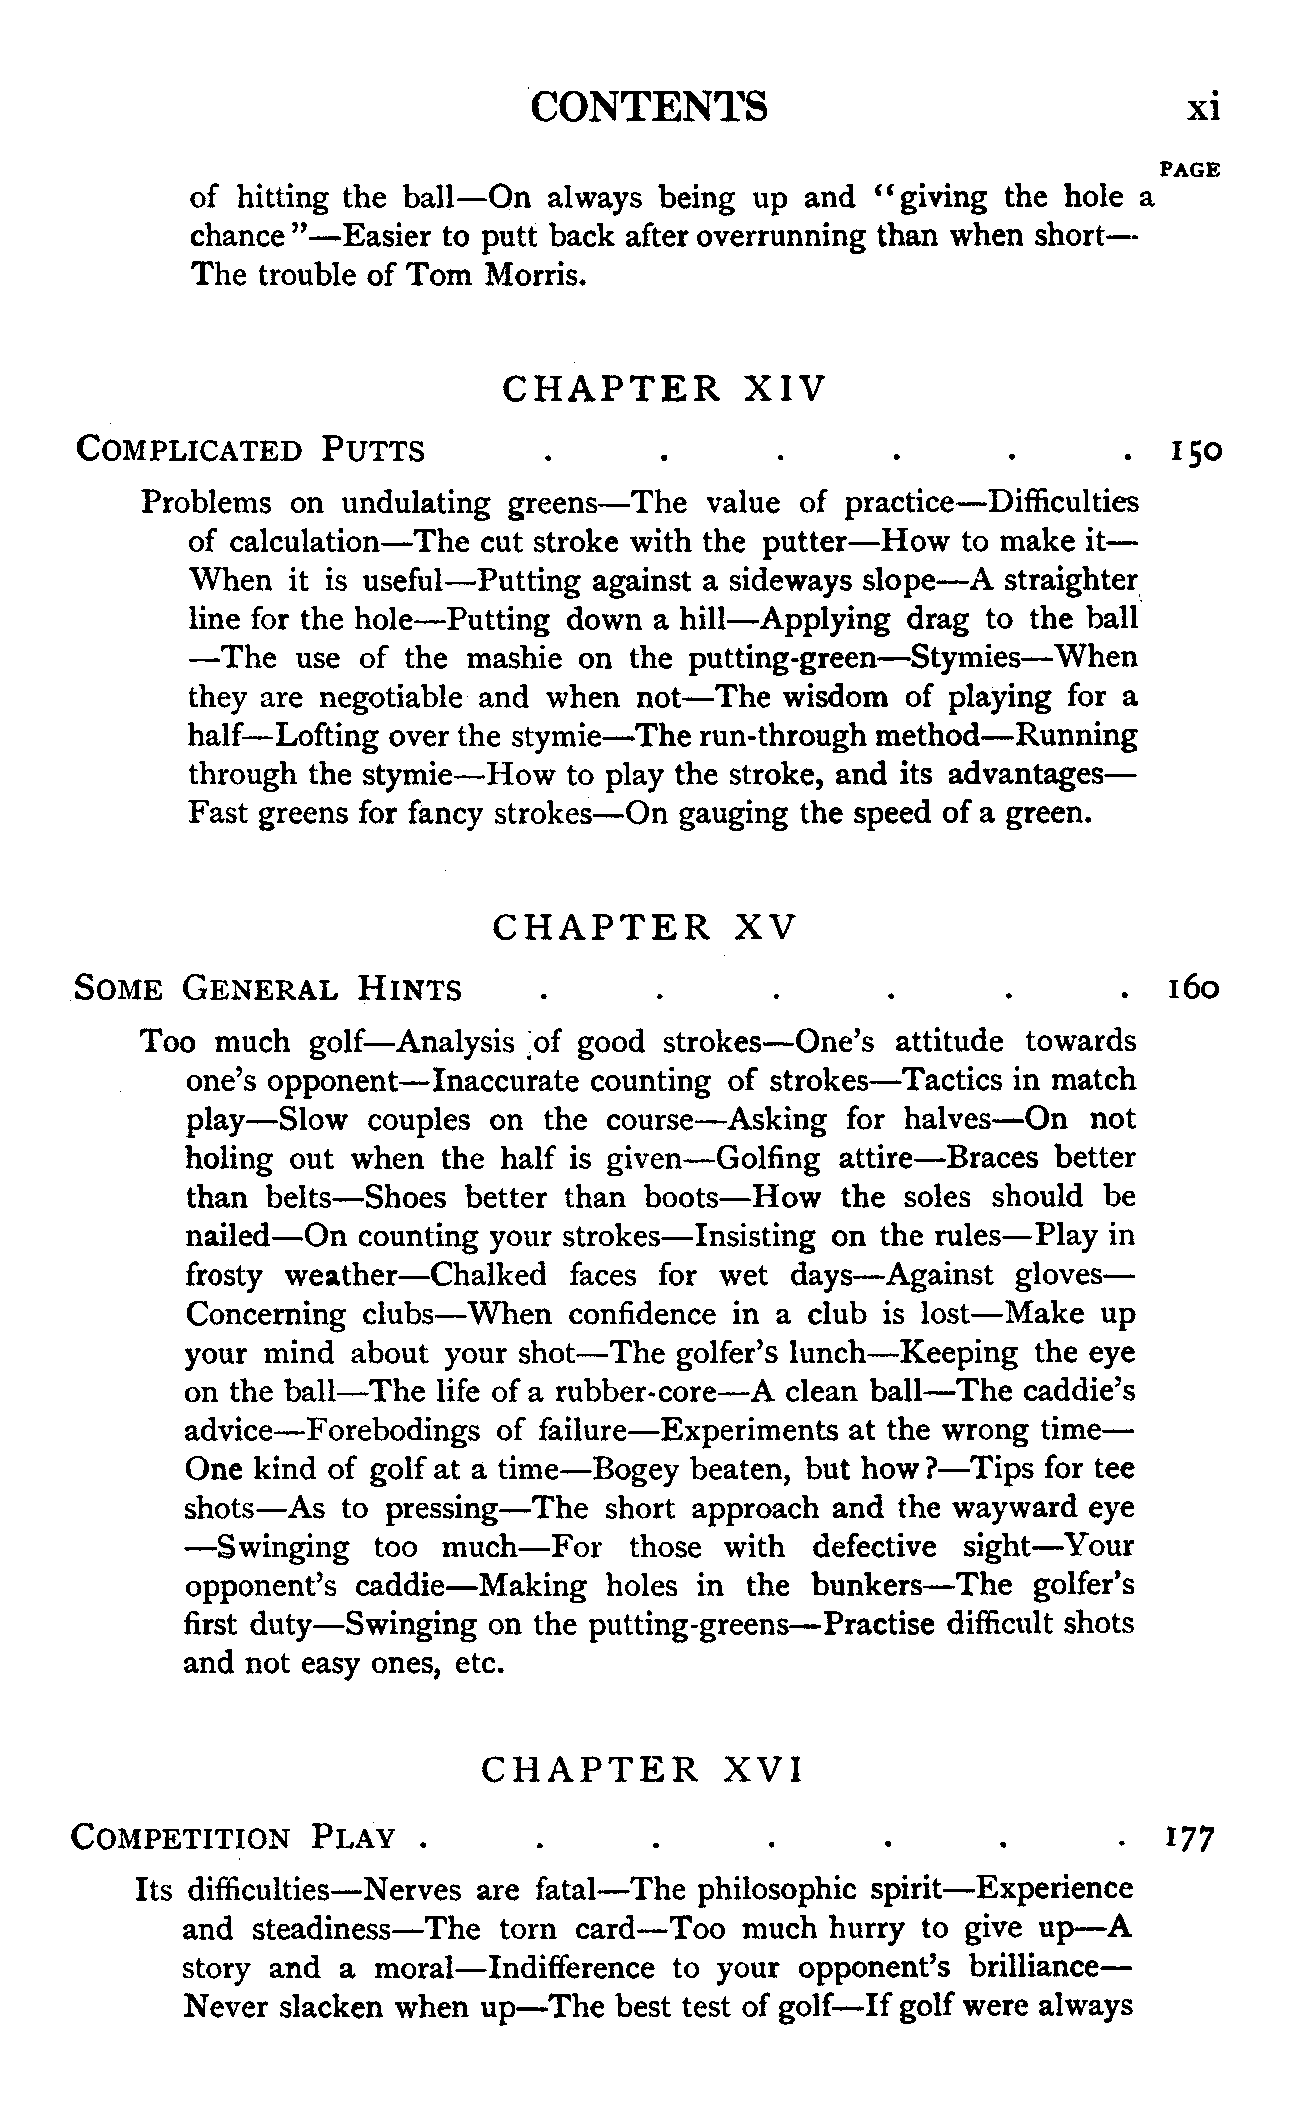 CONTENTS xi
PAGE
of hitting the ball—On always being up and "giving the hole a
chance"—Easier to putt back after overrunning than when short—
The trouble of Tom Morris.
CHAPTER XIV
COMPLICATED PUTTS . . . . . . 150
Problems on undulating greens—The value of practice—Difficulties
of calculation—The cut stroke with the putter—How to make it—
When it is useful—Putting against a sideways slope—A straighter
line for the hole—Putting down a hill—Applying drag to the ball
—The use of the mashie on the putting-green—Stymies—When
they are negotiable and when not—The wisdom of playing for a
half—Lofting over the stymie—The run-through method—Running
through the stymie—How to play the stroke, and its advantages—
Fast greens for fancy strokes—On gauging the speed of a green.
CHAPTER XV
SOME GENERAL HINTS . . . . . . 160
Too much golf—Analysis of good strokes—One's attitude towards
one's opponent—Inaccurate counting of strokes—Tactics in match
play—Slow couples on the course—Asking for halves—On not
holing out when the half is given—Golfing attire—Braces better
than belts—Shoes better than boots—How the soles should be
nailed—On counting your strokes—Insisting on the rules—Play in
frosty weather—Chalked faces for wet days—Against gloves—
Concerning clubs—When confidence in a club is lost—Make up
your mind about your shot—The golfer's lunch—Keeping the eye
on the ball—The life of a rubber-core—A clean ball—The caddie's
advice—Forebodings of failure—Experiments at the wrong time—
One kind of golf at a time—Bogey beaten, but how?—Tips for tee
shots—As to pressing—The short approach and the wayward eye
—Swinging too much—For those with defective sight—Your
opponent's caddie—Making holes in the bunkers—The golfer's
first duty—Swinging on the putting-greens—Practise difficult shots
and not easy ones, etc.
CHAPTER XVI
COMPETITION PLAY . . . . . . . 177
Its difficulties—Nerves are fatal—The philosophic spirit—Experience
and steadiness—The torn card—Too much hurry to give up—A
story and a moral—Indifference to your opponent's brilliance—
Never slacken when up—The best test of golf—If golf were always